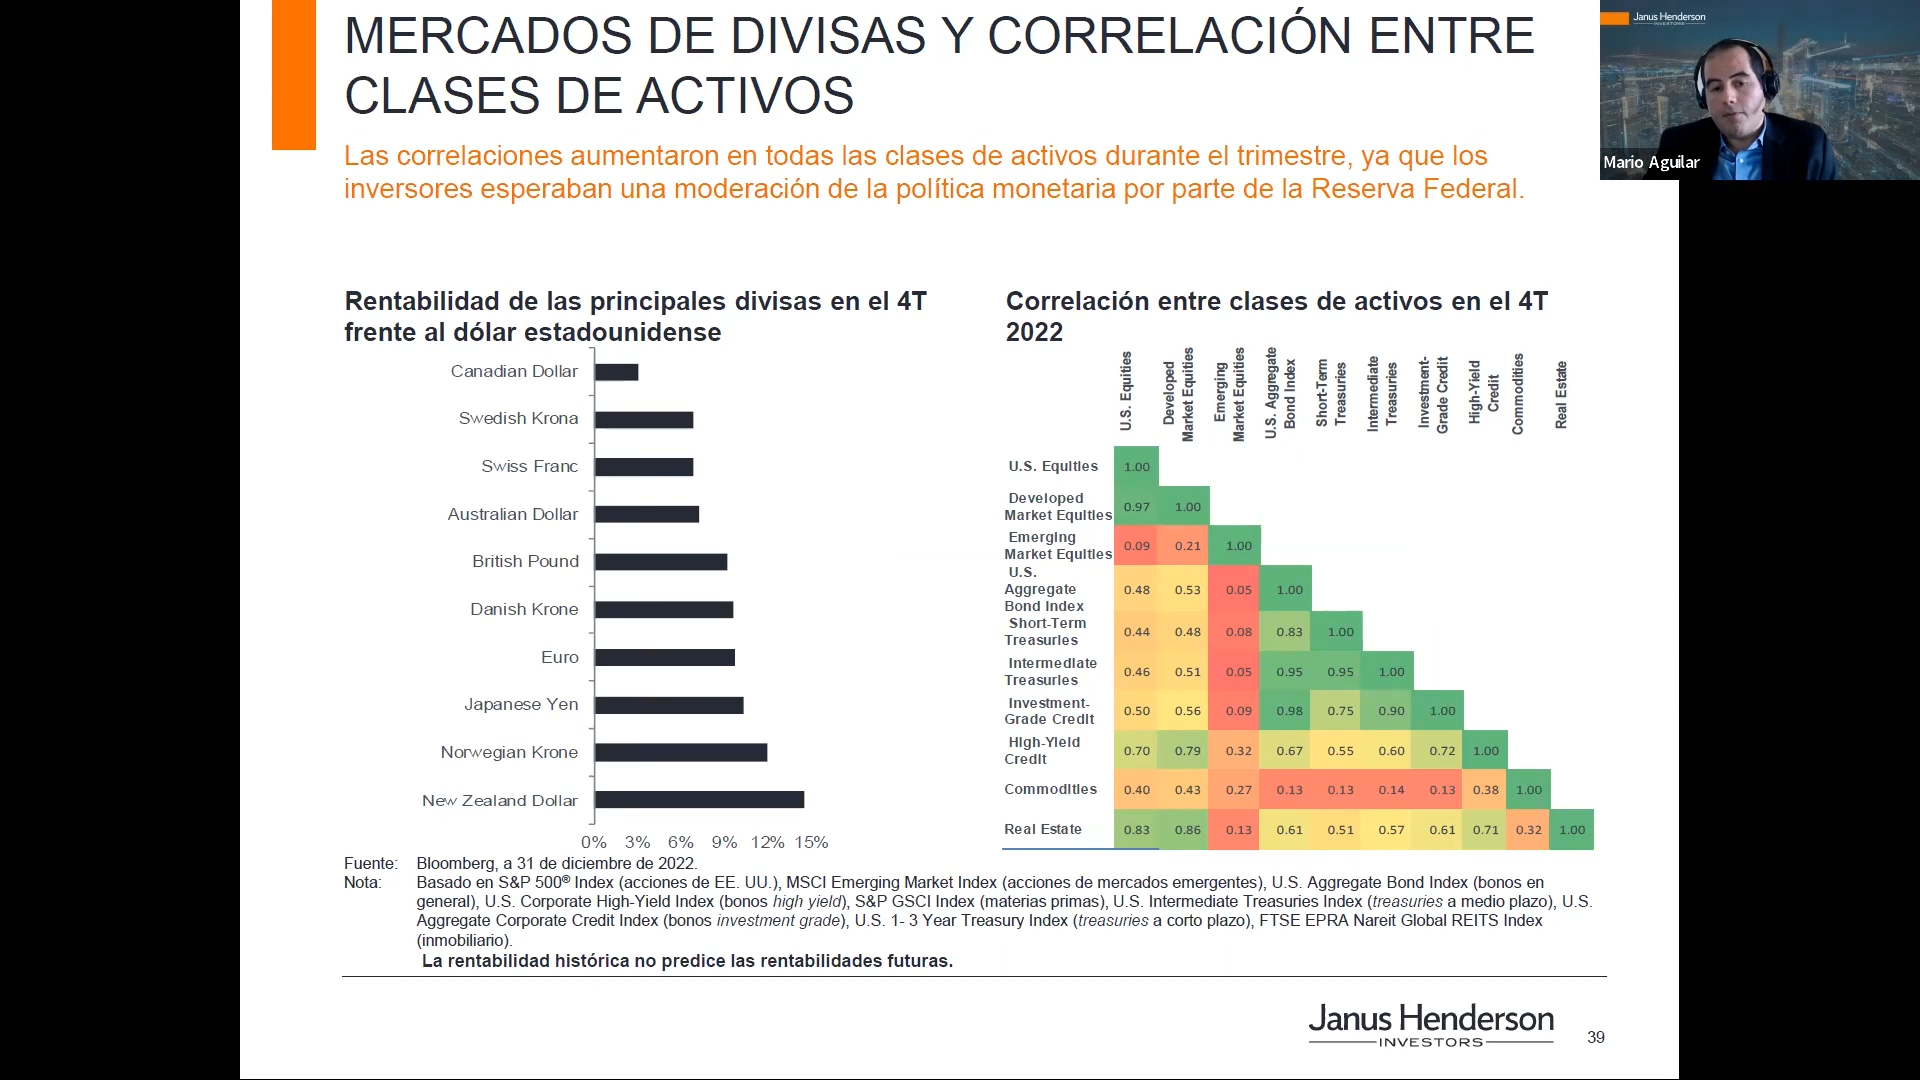 MERCADOS DE DIVISAS Y CORRELACIÓN ENTRE
CLASES DE ACTIVOS
Las correlaciones aumentaron en todas las clases de activos durante el trimestre, ya que los
inversores esperaban una moderación de la política monetaria por parte de la Reserva Federal.
Janus Henderson
INVESTORS
Mario Aguilar
Rentabilidad de las principales divisas en el 4T
frente al dólar estadounidense
Canadian Dollar
Swedish Krona
Swiss Franc
Australian Dollar
British Pound
Danish Krone
Euro
Japanese Yen
Norwegian Krone
New Zealand Dollar
0% 3% 6% 9% 12% 15%
Correlación entre clases de activos en el 4T
2022
U.S. Equities
Developed
Market Equities
Emerging
Market Equities
U.S. Aggregate
Bond Index
Short-Term
Treasuries
Intermediate
Treasuries
Investment-
Grade Credit
High-Yield
Credit
Commodities
Real Estate
U.S. Equities 1.00
Developed
Market Equities 0.97 1.00
Emerging
Market Equities 0.09 0.21 1.00
U.S.
Aggregate 0.48 0.53 0.05 1.00
Bond Index
Short-Term
Treasuries 0.44 0.48 0.08 0.83 1.00
Intermediate
Treasuries 0.46 0.51 0.05 0.95 0.95 1.00
Investment-
Grade Credit 0.50 0.56 0.09 0.98 0.75 0.90 1.00
High-Yield
Credit 0.70 0.79 0.32 0.67 0.55 0.60 0.72 1.00
Commodities 0.40 0.43 0.27 0.13 0.13 0.14 0.13 0.38 1.00
Real Estate 0.83 0.86 0.13 0.61 0.51 0.57 0.61 0.71 0.32 1.00
Fuente: Bloomberg, a 31 de diciembre de 2022.
Nota: Basado en S&P 500® Index (acciones de EE. UU.), MSCI Emerging Market Index (acciones de mercados emergentes), U.S. Aggregate Bond Index (bonos en
general), U.S. Corporate High-Yield Index (bonos high yield), S&P GSCI Index (materias primas), U.S. Intermediate Treasuries Index (treasuries a medio plazo), U.S.
Aggregate Corporate Credit Index (bonos investment grade), U.S. 1- 3 Year Treasury Index (treasuries a corto plazo), FTSE EPRA Nareit Global REITS Index
(inmobiliario).
La rentabilidad histórica no predice las rentabilidades futuras.
Janus Henderson
INVESTORS
39